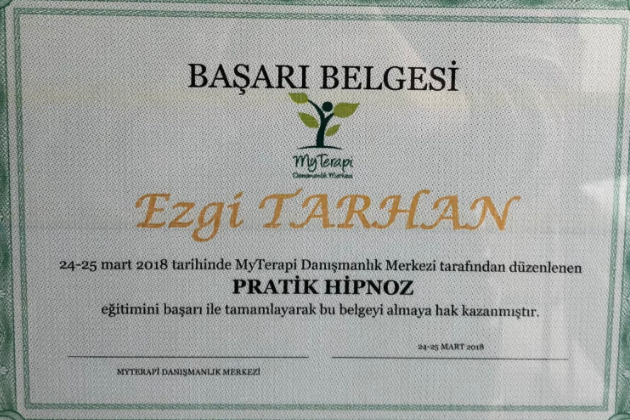 BAŞARI BELGESİ
MyTerapi
Danışmanlık Merkezi
Ezgi TARHAN
24-25 mart 2018 tarihinde MyTerapi Danışmanlık Merkezi tarafından düzenlenen
PRATİK HİPNOZ
eğitimini başarı ile tamamlayarak bu belgeyi almaya hak kazanmıştır.
24-25 MART 2018
MYTERAPİ DANIŞMANLIK MERKEZİ